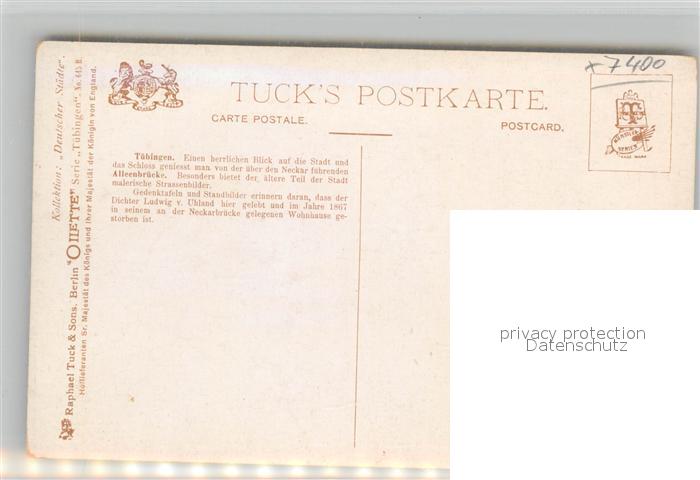 x 7400
TUCK'S POSTKARTE.
CARTE POSTALE.
POSTCARD.
Tübingen. Einen herrlichen Blick auf die Stadt und
das Schloss geniesst man von der über den Neckar führenden
Alleenbrücke. Besonders bietet der ältere Teil der Stadt
malerische Strassenbilder.
Gedenktafeln und Standbilder erinnern daran, dass der
Dichter Ludwig v. Uhland hier gelebt und im Jahre 1867
in seinem an der Neckarbrücke gelegenen Wohnhause ge-
storben ist.
Kollektion: „Deutscher Städte".
Raphael Tuck & Sons. Berlin "OILETTE" Serie „Tübingen". No. 645 B.
Hoflieferanten Sr. Majestät des Königs und Ihrer Majestät der Königin von England.
privacy protection
Datenschutz